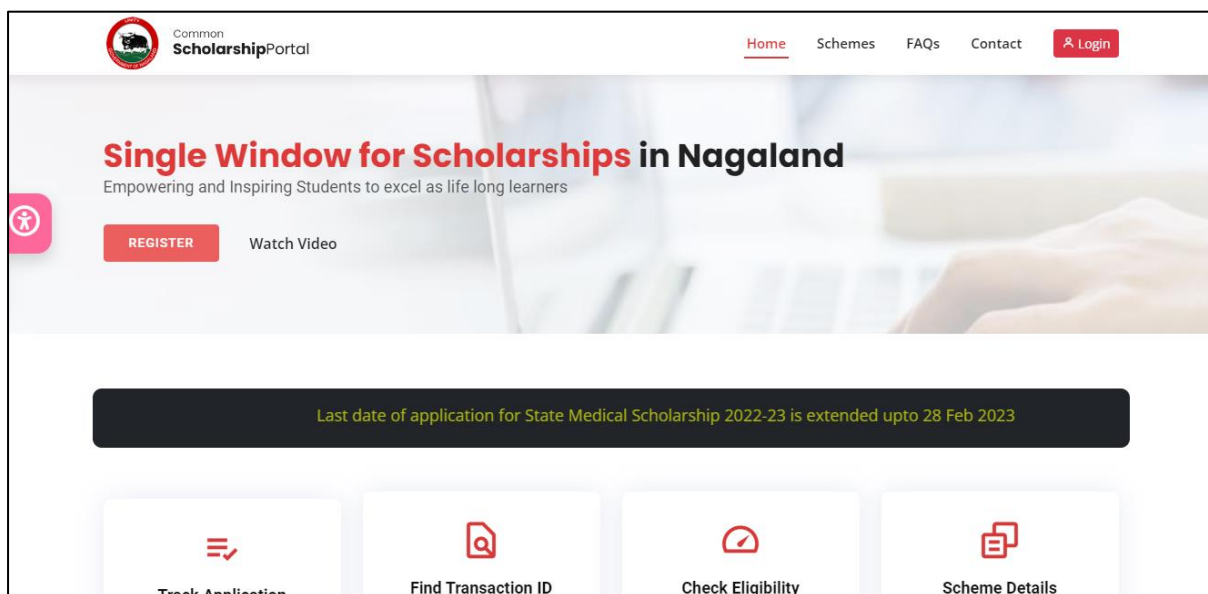 Common
ScholarshipPortal
Home Schemes FAQs Contact Login
Single Window for Scholarships in Nagaland
Empowering and Inspiring Students to excel as life long learners
REGISTER Watch Video
Last date of application for State Medical Scholarship 2022-23 is extended upto 28 Feb 2023
Track Application Find Transaction ID Check Eligibility Scheme Details